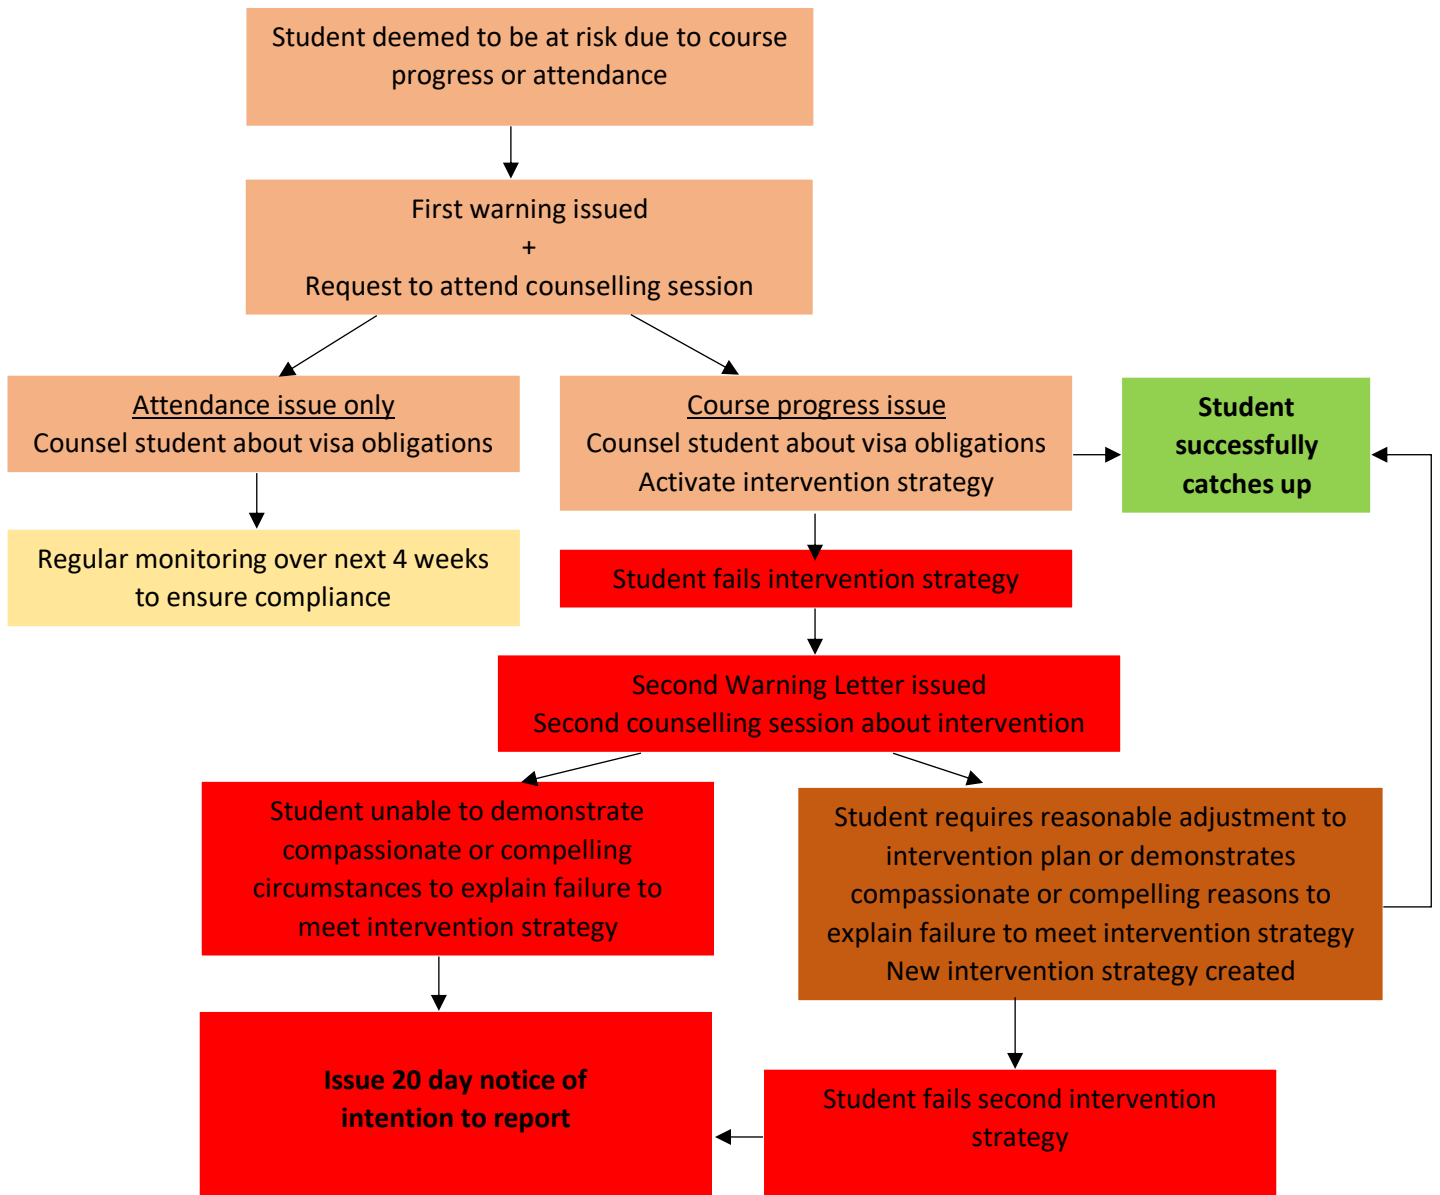 Student deemed to be at risk due to course
progress or attendance
First warning issued
+
Request to attend counselling session
Attendance issue only
Counsel student about visa obligations
Course progress issue
Counsel student about visa obligations
Activate intervention strategy
Student
successfully
catches up
Regular monitoring over next 4 weeks
to ensure compliance
Student fails intervention strategy
Second Warning Letter issued
Second counselling session about intervention
Student unable to demonstrate
compassionate or compelling
circumstances to explain failure to
meet intervention strategy
Student requires reasonable adjustment to
intervention plan or demonstrates
compassionate or compelling reasons to
explain failure to meet intervention strategy
New intervention strategy created
Issue 20 day notice of
intention to report
Student fails second intervention
strategy